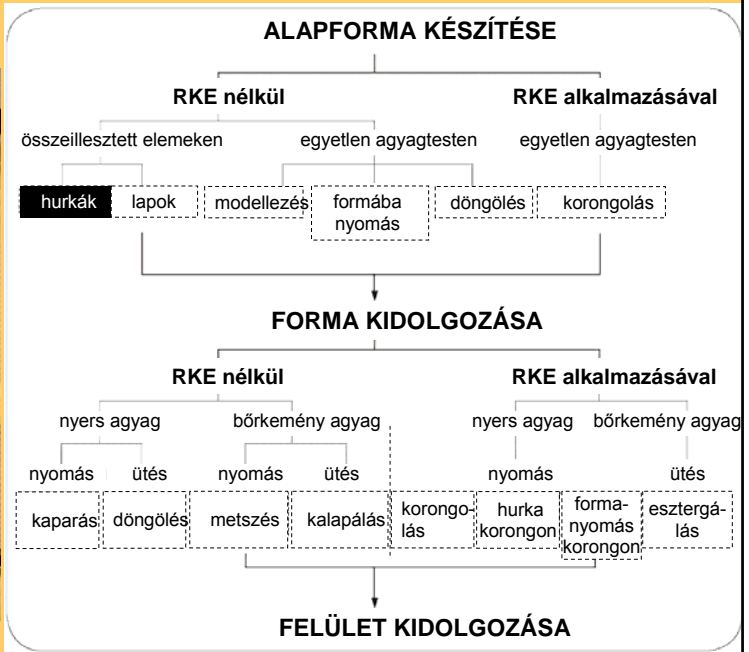 ALAPFORMA KÉSZÍTÉSE
RKE nélkül
RKE alkalmazásával
összeillesztett elemeken
egyetlen agyagtesten
egyetlen agyagtesten
hurkák
lapok
modellezés
formába
nyomás
döngölés
korongolás
FORMA KIDOLGOZÁSA
RKE nélkül
RKE alkalmazásával
nyers agyag
bőrkemény agyag
nyers agyag
bőrkemény agyag
nyomás
ütés
nyomás
ütés
nyomás
ütés
kaparás
döngölés
metszés
kalapálás
korongo-
lás
hurka
korongon
forma-
nyomás
korongon
esztergá-
lás
FELÜLET KIDOLGOZÁSA